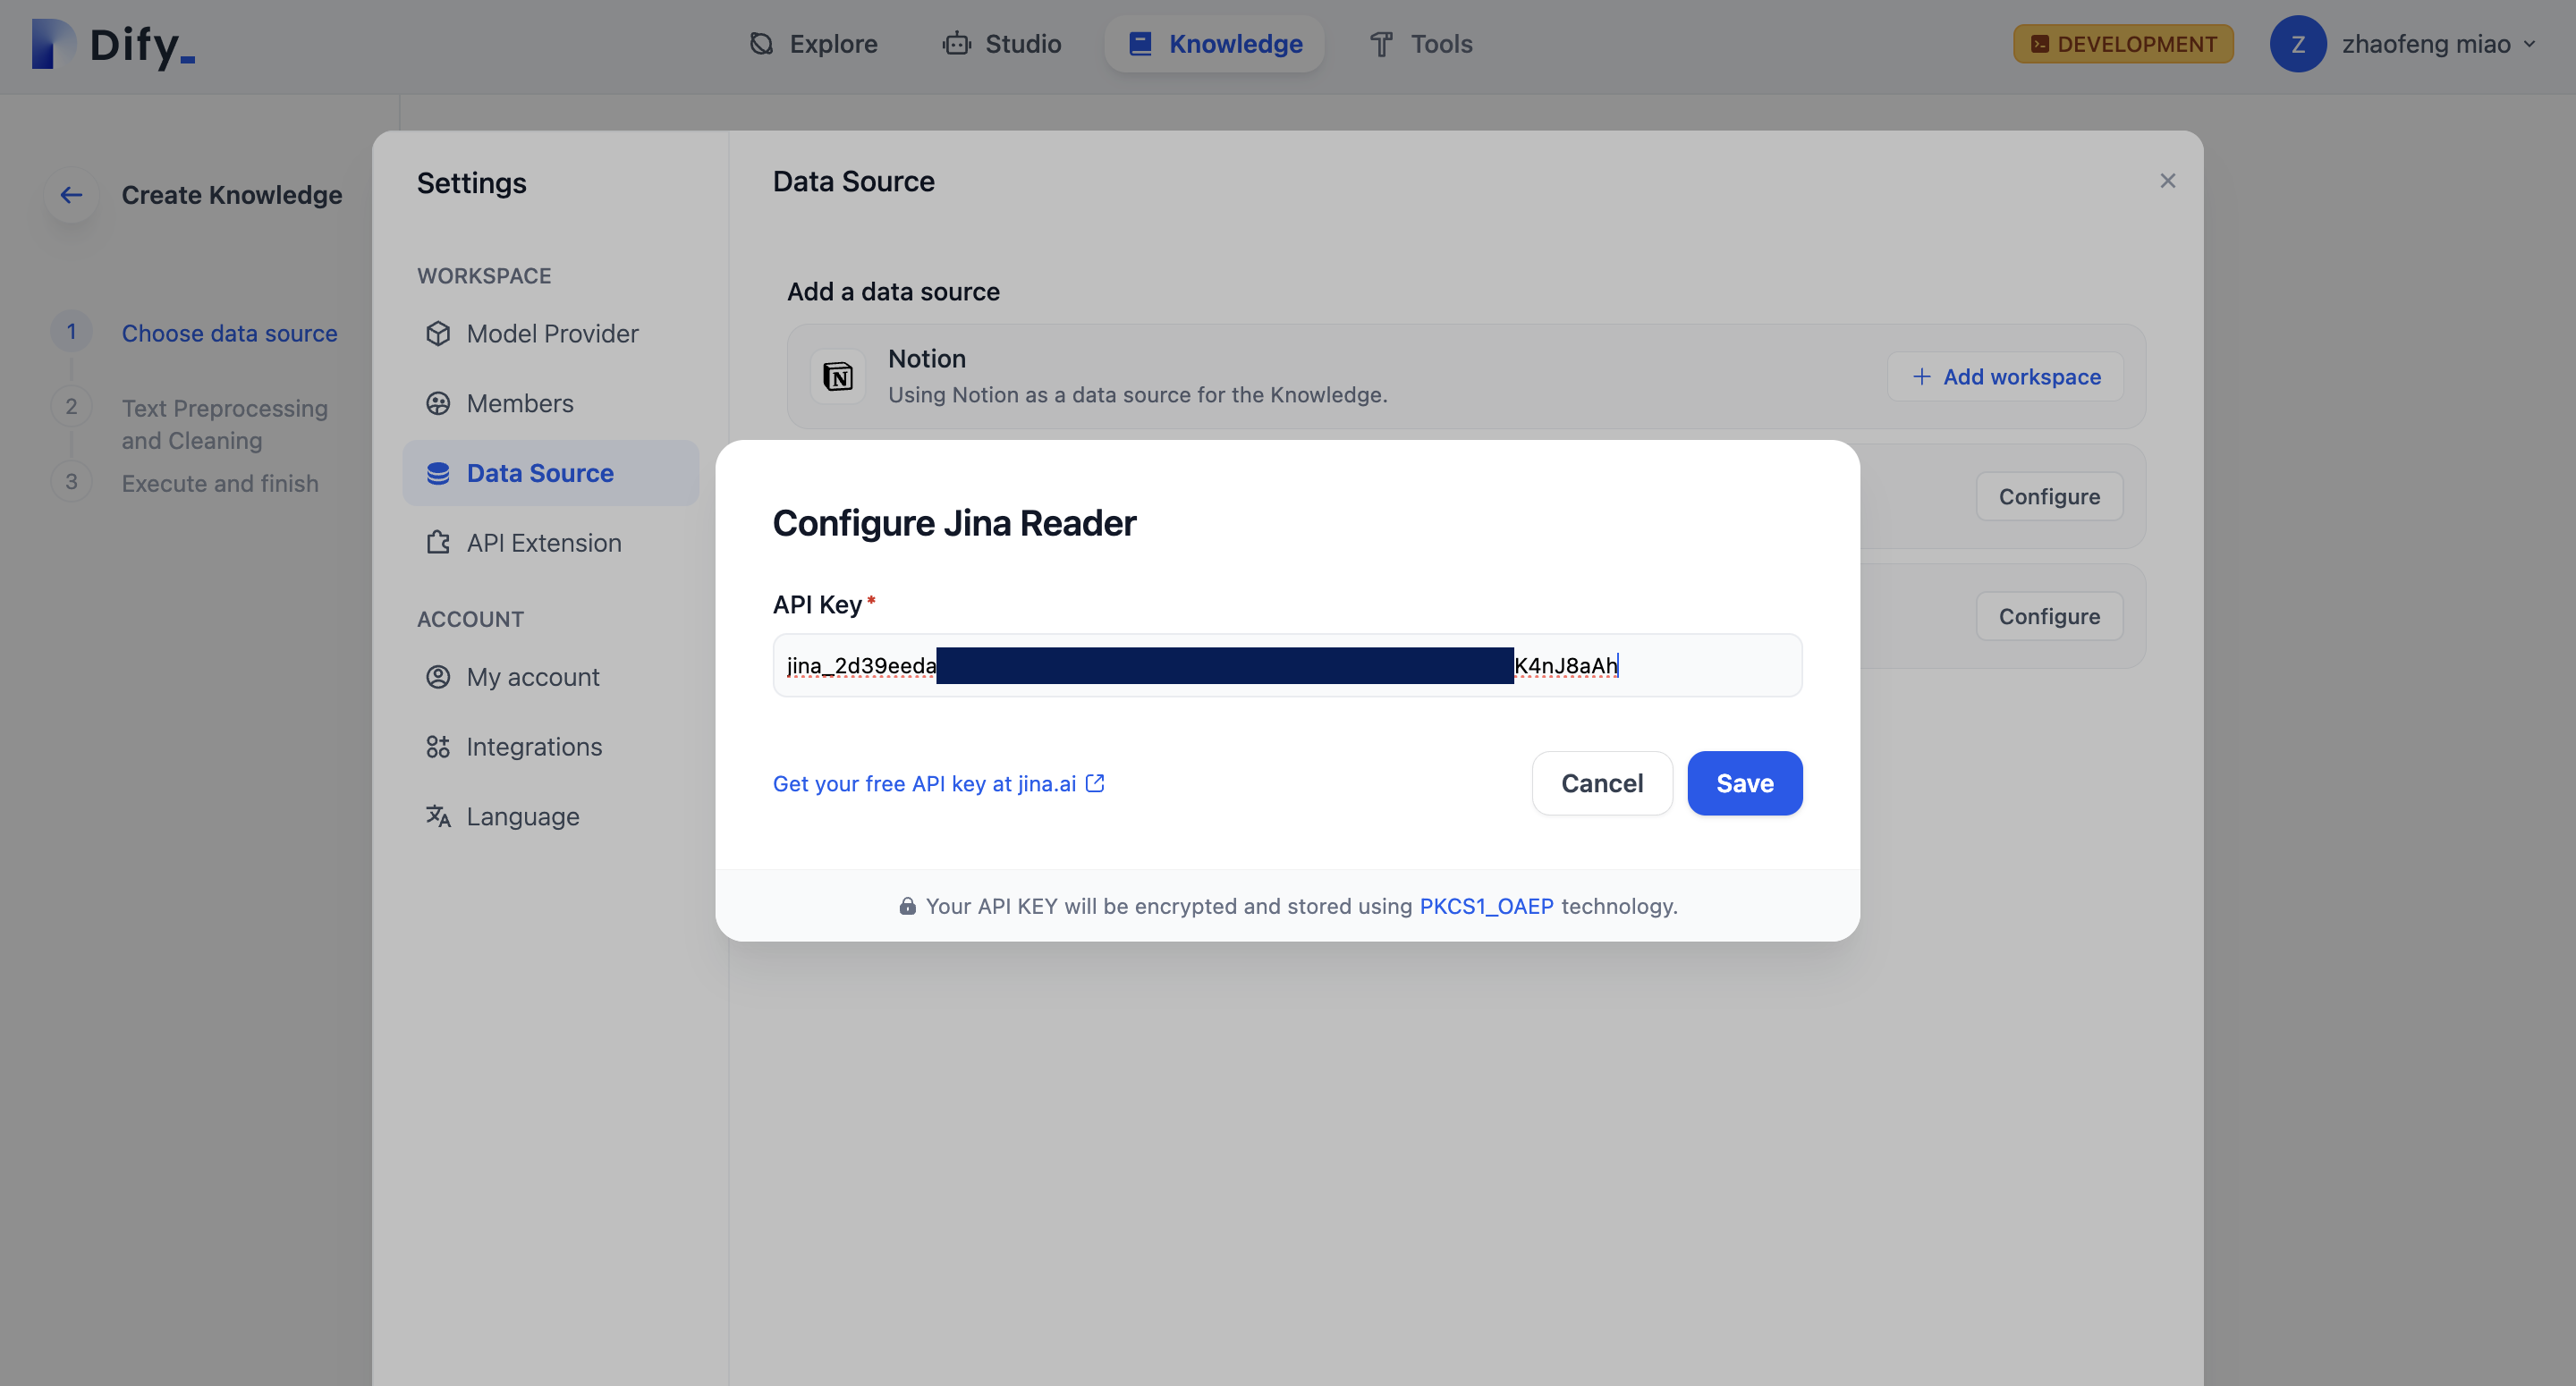 Dify_
Explore
Studio
Knowledge
Tools
DEVELOPMENT
Z
zhaofeng miao
Create Knowledge
1
Choose data source
2
Text Preprocessing
and Cleaning
3
Execute and finish
Settings
WORKSPACE
Model Provider
Members
Data Source
API Extension
ACCOUNT
My account
Integrations
Language
Data Source
Add a data source
N
Notion
Using Notion as a data source for the Knowledge.
Add workspace
Configure
Configure
Configure Jina Reader
API Key*
jina_2d39eeda
K4nJ8aAh
Get your free API key at jina.ai
Cancel
Save
Your API KEY will be encrypted and stored using PKCS1_OAEP technology.